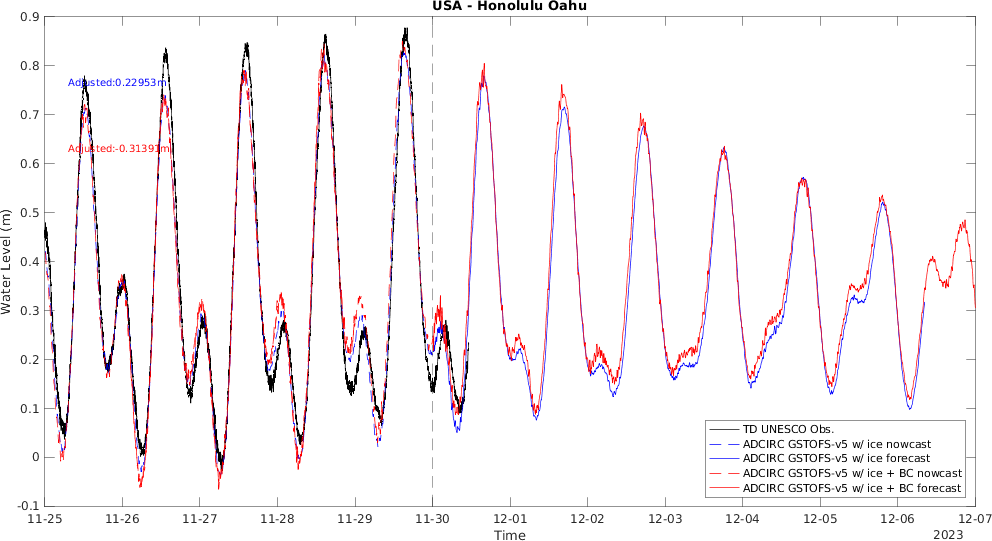 USA - Honolulu Oahu
0.9
0.8
0.7
0.6
0.5
0.4
0.3
0.2
0.1
0
-0.1
Water Level (m)
Adjusted:0.22953m
Adjusted:-0.31391m
TD UNESCO Obs.
ADCIRC GSTOFS-v5 w/ ice nowcast
ADCIRC GSTOFS-v5 w/ ice forecast
ADCIRC GSTOFS-v5 w/ ice + BC nowcast
ADCIRC GSTOFS-v5 w/ ice + BC forecast
11-25 11-26 11-27 11-28 11-29 11-30 12-01 12-02 12-03 12-04 12-05 12-06 12-07
Time
2023